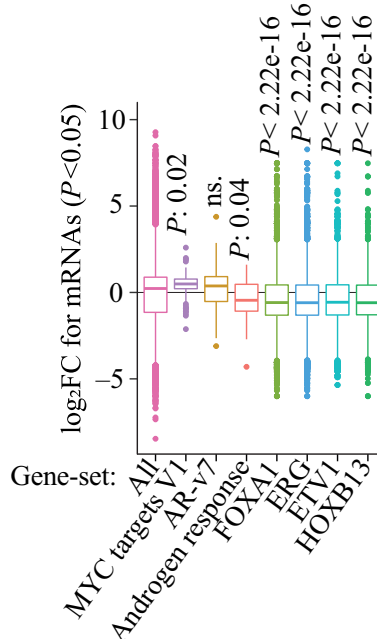 log₂FC for mRNAs (P<0.05)
10
5
0
−5
P: 0.02
ns.
P: 0.04
P< 2.22e-16
P< 2.22e-16
P< 2.22e-16
P< 2.22e-16
Gene-set:
All
MYC targets V1
AR-v7
Androgen response
FOXA1
ERG
ETV1
HOXB13